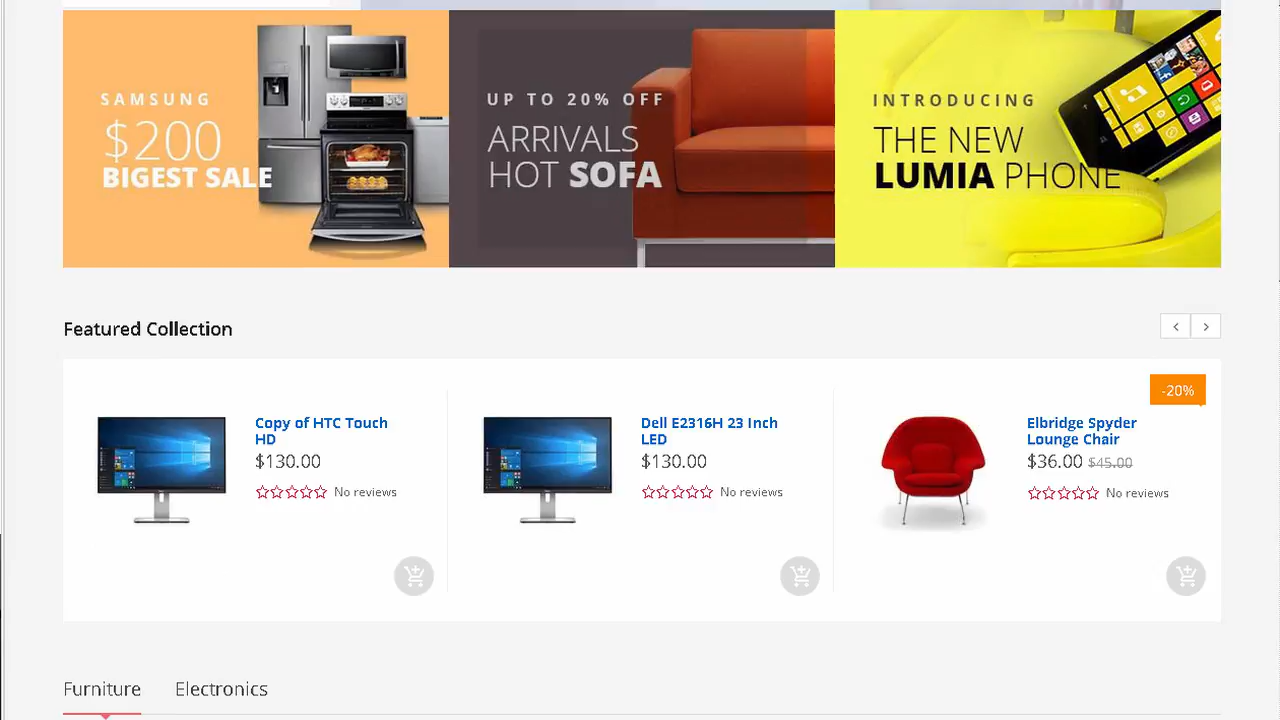 SAMSUNG
$200
BIGEST SALE
UP TO 20% OFF
ARRIVALS
HOT SOFA
INTRODUCING
THE NEW
LUMIA PHONE
Featured Collection
Copy of HTC Touch
HD
$130.00
No reviews
Dell E2316H 23 Inch
LED
$130.00
No reviews
-20%
Elbridge Spyder
Lounge Chair
$36.00 $45.00
No reviews
Furniture
Electronics